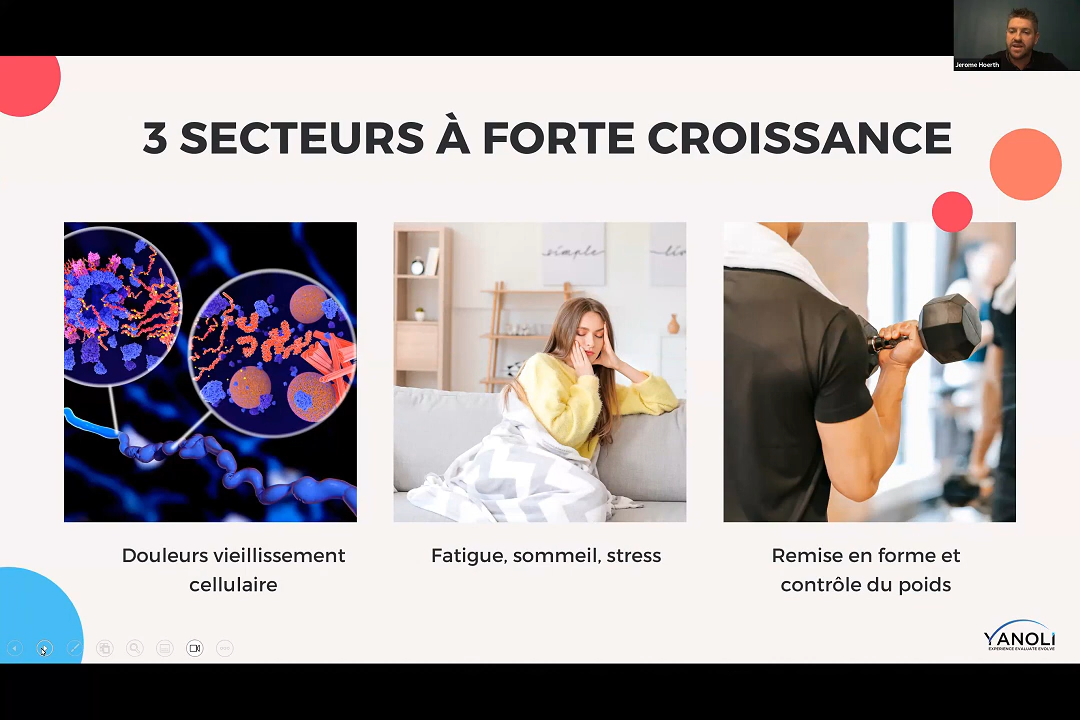 Jerome Hoerth
3 SECTEURS À FORTE CROISSANCE
simple
Douleurs vieillissement
cellulaire
Fatigue, sommeil, stress
Remise en forme et
contrôle du poids
YANOLI
EXPERIENCE EVALUATE EVOLVE